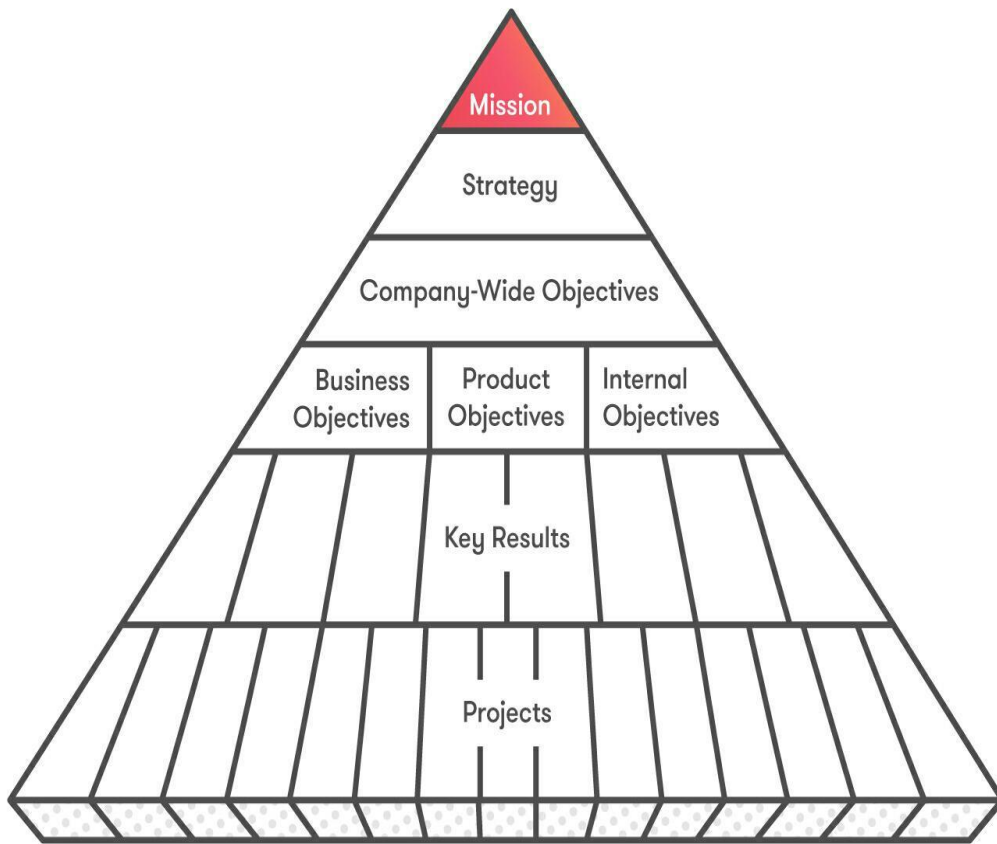 Mission
Strategy
Company-Wide Objectives
Business
Objectives
Product
Objectives
Internal
Objectives
Key Results
Projects